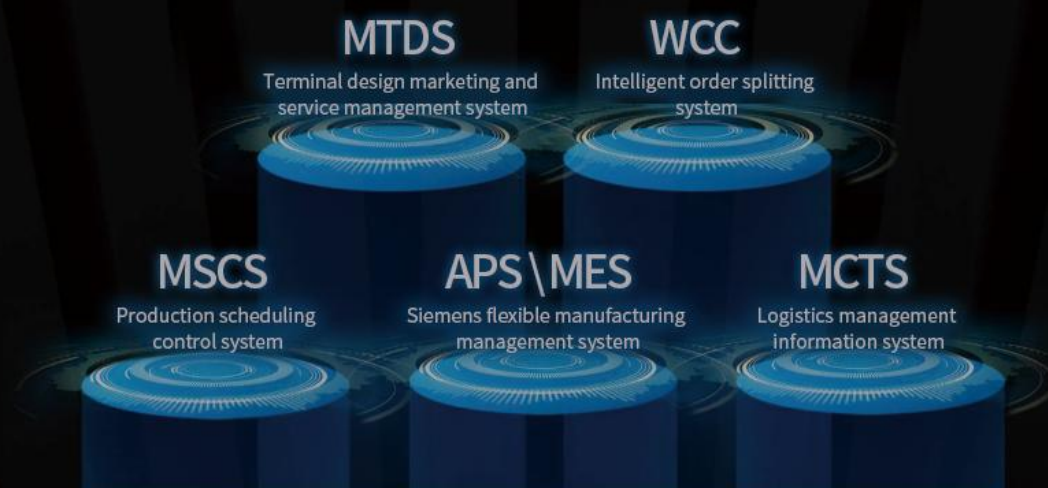 MTDS
Terminal design marketing and
service management system
WCC
Intelligent order splitting
system
MSCS
Production scheduling
control system
APS\MES
Siemens flexible manufacturing
management system
MCTS
Logistics management
information system